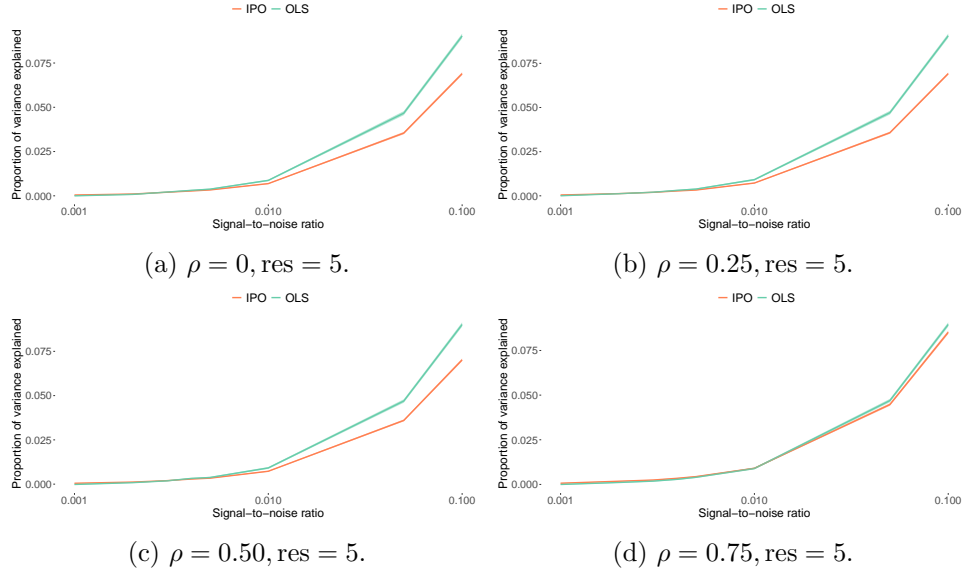 IPO OLS
Proportion of variance explained
0.075
0.050
0.025
0.000
0.001 0.010 0.100
Signal-to-noise ratio
(a) ρ = 0, res = 5.
IPO OLS
Proportion of variance explained
0.075
0.050
0.025
0.000
0.001 0.010 0.100
Signal-to-noise ratio
(b) ρ = 0.25, res = 5.
IPO OLS
Proportion of variance explained
0.075
0.050
0.025
0.000
0.001 0.010 0.100
Signal-to-noise ratio
(c) ρ = 0.50, res = 5.
IPO OLS
Proportion of variance explained
0.075
0.050
0.025
0.000
0.001 0.010 0.100
Signal-to-noise ratio
(d) ρ = 0.75, res = 5.